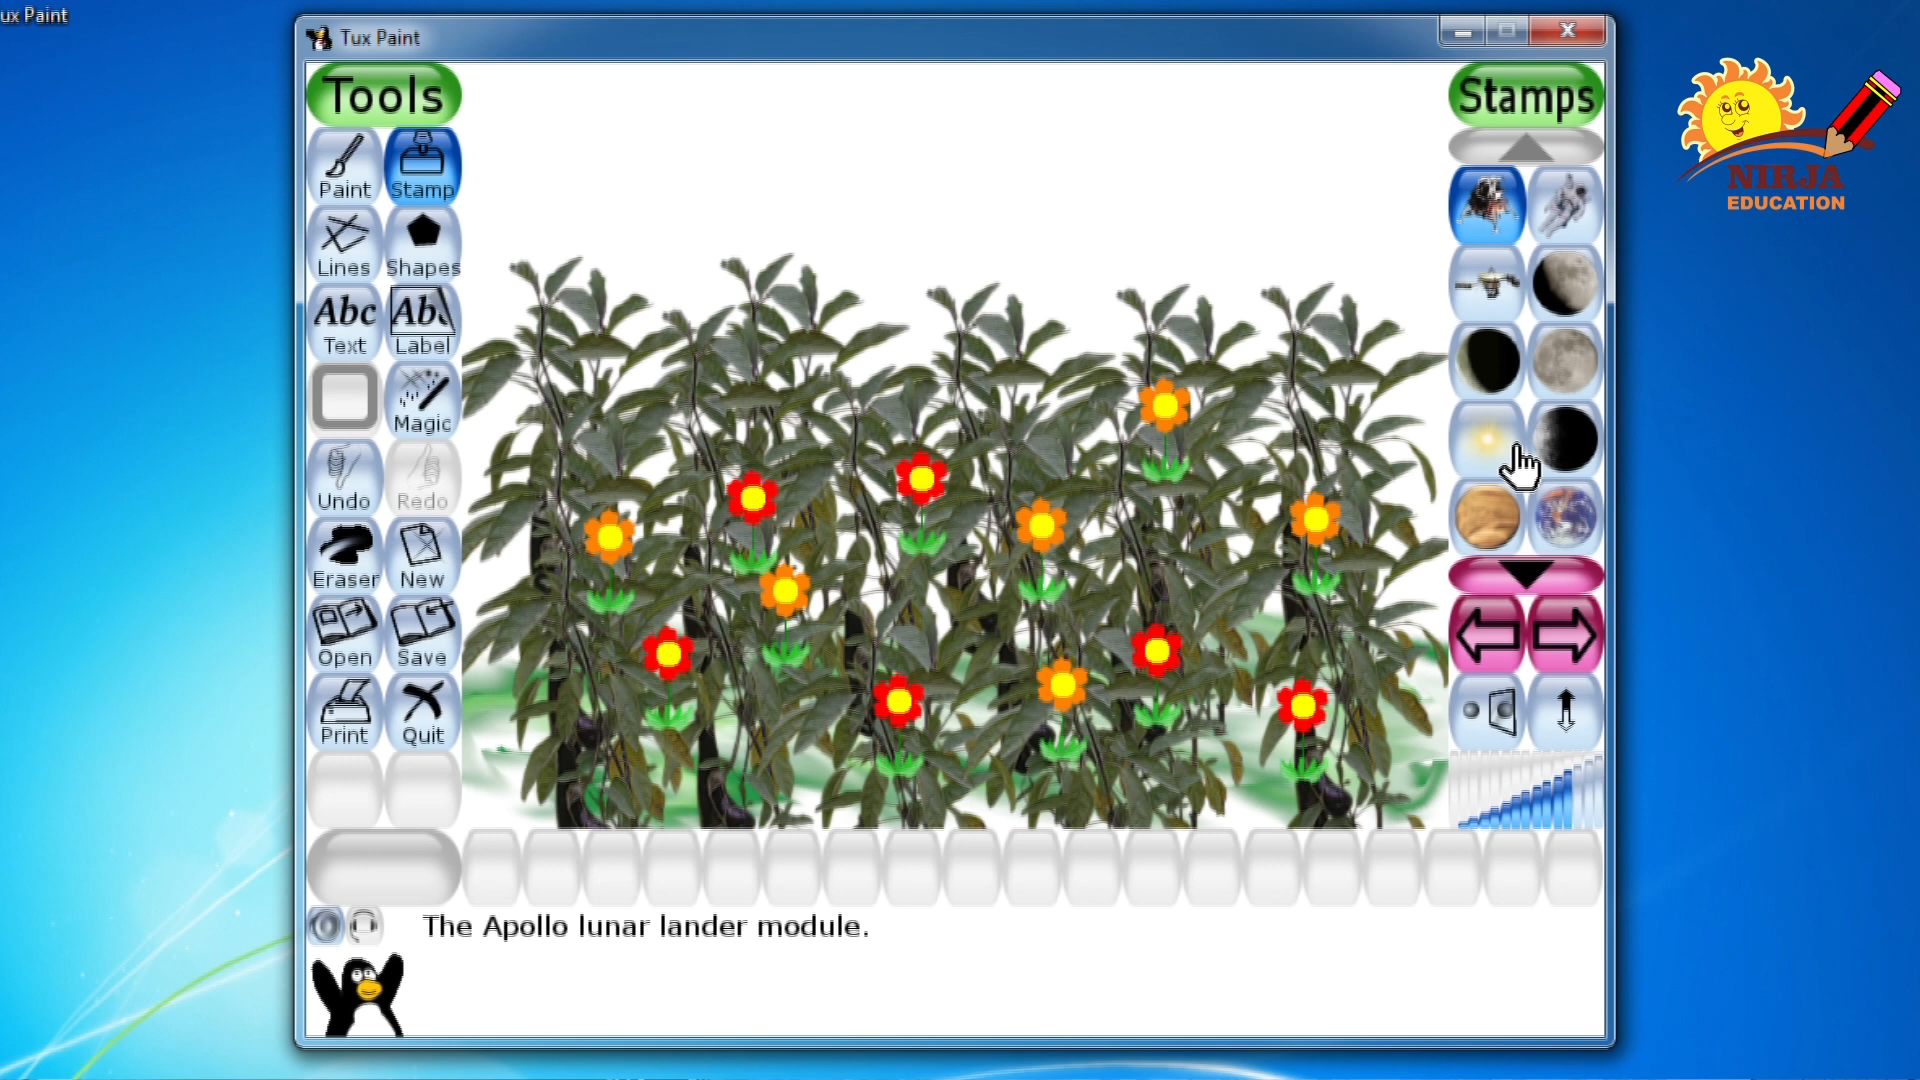 ux Paint
Tux Paint
Tools
Stamps
Paint
Stamp
Lines
Shapes
Abc
Abc
Text
Label
Magic
Undo
Redo
Eraser
New
Open
Save
Print
Quit
The Apollo lunar lander module.
NIRJA
EDUCATION